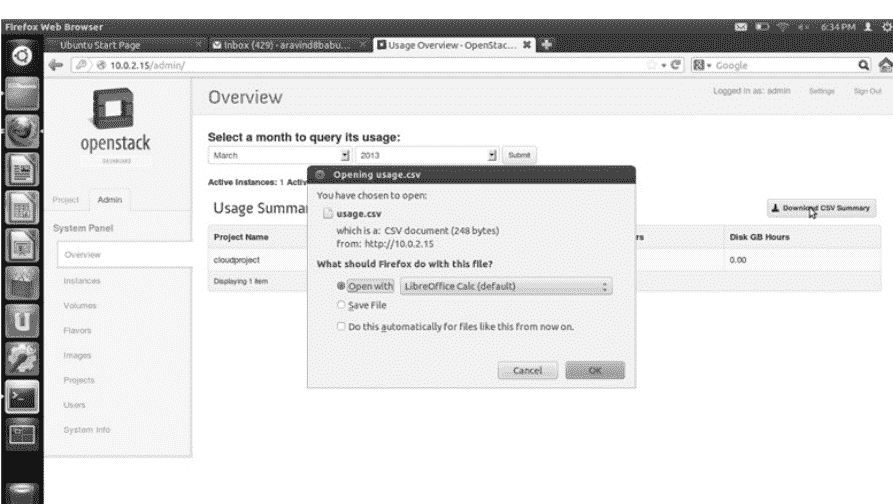 Firefox Web Browser
6:34 PM
Ubuntu Start Page
Inbox (429) - aravind8babu...
Usage Overview - OpenStac...
10.0.2.15/admin/
Google
Overview
Logged in as: admin
Settings
Sign Out
openstack
DASHBOARD
Select a month to query its usage:
March
2013
Submit
Active Instances: 1 Activ
Project
Admin
Usage Summa
Download CSV Summary
System Panel
Overview
Instances
Volumes
Flavors
Images
Projects
Users
System Info
Project Name
rs
Disk GB Hours
cloudproject
0.00
Displaying 1 item
Opening usage.csv
You have chosen to open:
usage.csv
which is a: CSV document (248 bytes)
from: http://10.0.2.15
What should Firefox do with this file?
Open with
LibreOffice Calc (default)
Save File
Do this automatically for files like this from now on.
Cancel
OK